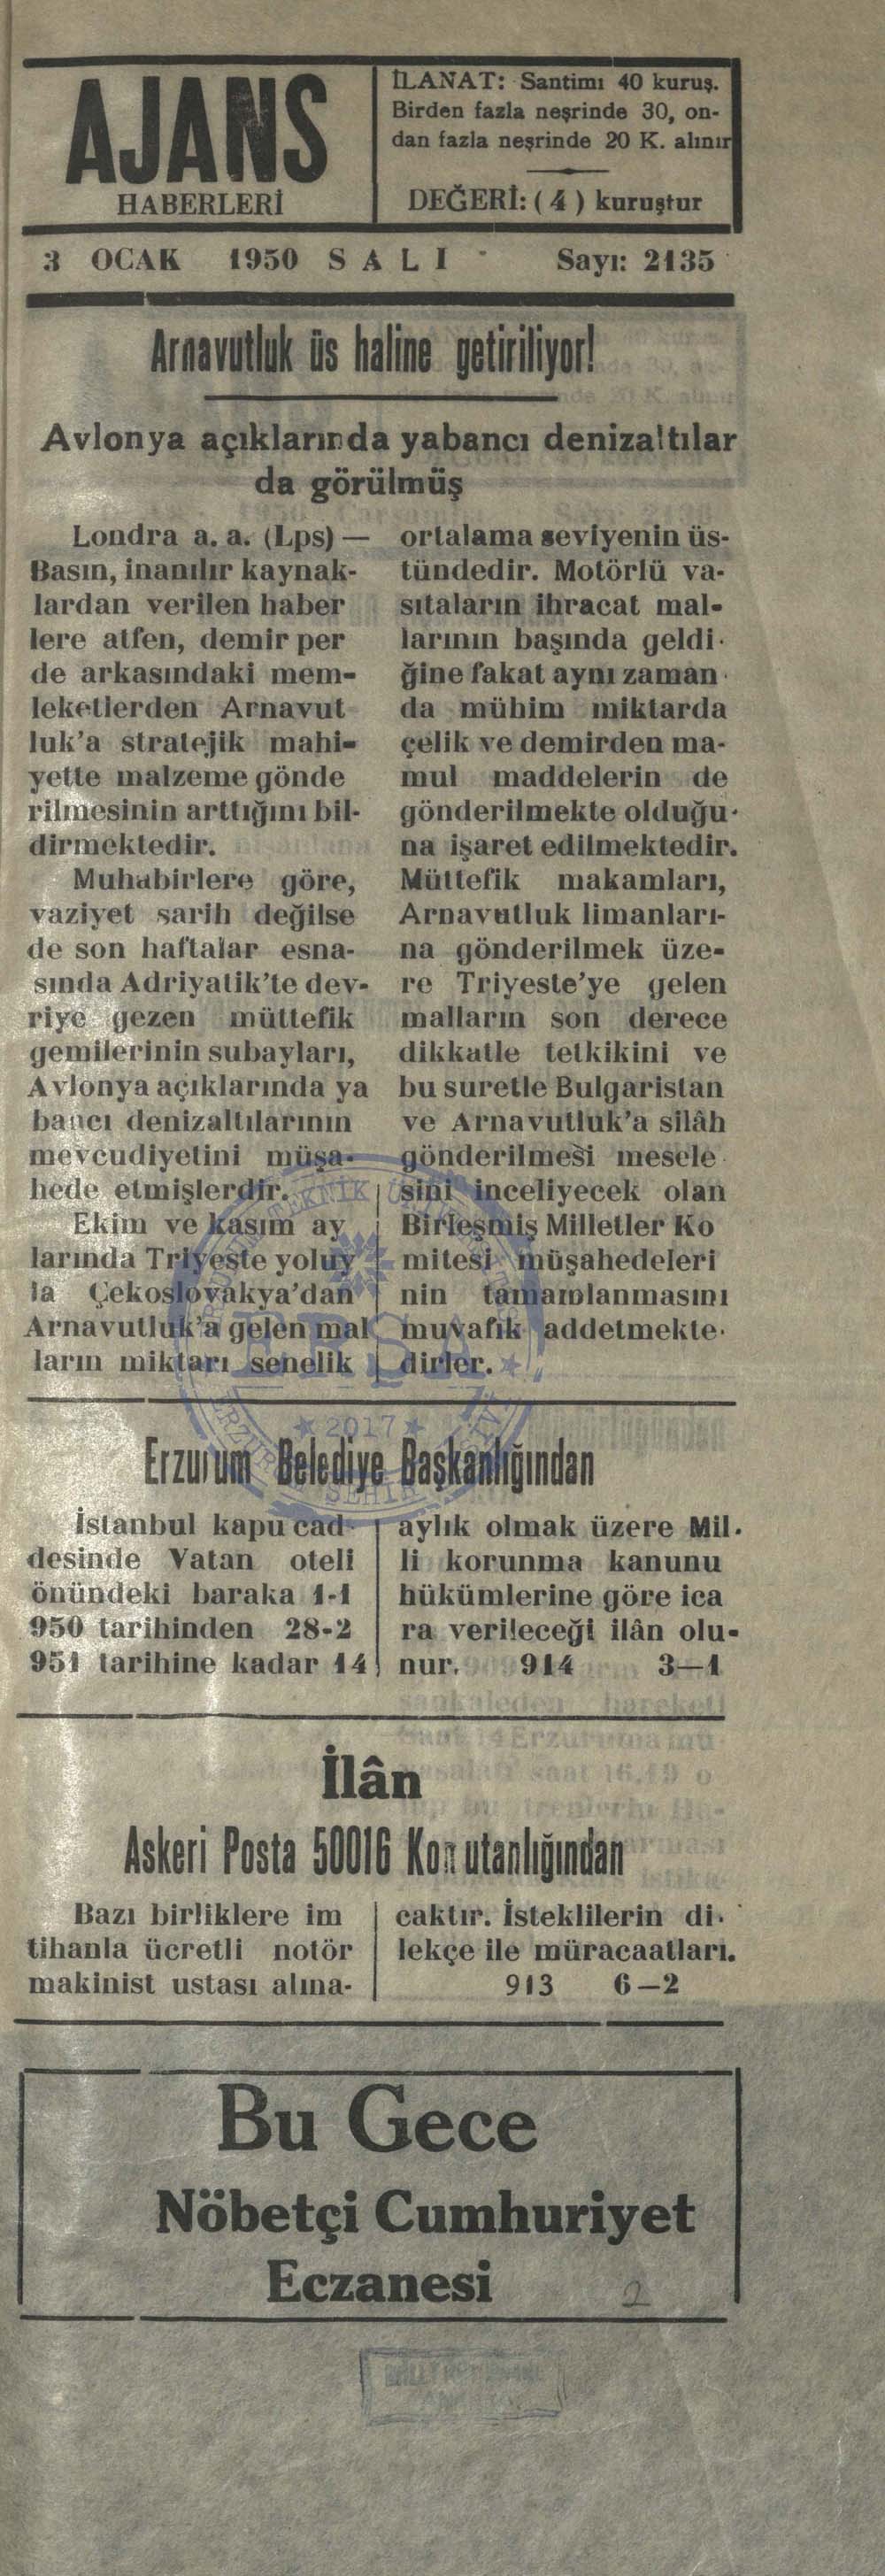 AJANS
HABERLERİ
İLANAT: Santimi 40 kuruş.
Birden fazla neşrinde 30, on-
dan fazla neşrinde 20 K. alınır
DEĞERİ: ( 4 ) kuruştur
3 OCAK 1950 SALI Sayı: 2135
Arnavutluk üs haline getiriliyor!
Avlonya açıklarında yabancı denizaltılar
da görülmüş
Londra a. a. (Lps) —
Basın, inanılır kaynak-
lardan verilen haber
lere atfen, demir per
de arkasındaki mem-
leketlerden Arnavut
luk'a stratejik mahi-
yette malzeme gönde
rilmesinin arttığını bil-
dirmektedir.
Muhabirlere göre,
vaziyet sarih değilse
de son haftalar esna-
sında Adriyatik'te dev-
riye gezen müttefik
gemilerinin subayları,
Avlonya açıklarında ya
bancı denizaltılarının
mevcudiyetini müşa-
hede etmişlerdir.
Ekim ve kasım ay
larında Triyeste yoluy
la Çekoslovakya'dan
Arnavutluk'a gelen mal
ların miktarı senelik
ortalama seviyenin üs-
tündedir. Motörlü va-
sıtaların ihracat mal-
larının başında geldi-
ğine fakat aynı zaman-
da mühim miktarda
çelik ve demirden ma-
mul maddelerin de
gönderilmekte olduğu-
na işaret edilmektedir.
Müttefik makamları,
Arnavutluk limanları-
na gönderilmek üze-
re Triyeste'ye gelen
malların son derece
dikkatle tetkikini ve
bu suretle Bulgaristan
ve Arnavutluk'a silâh
gönderilmesi mesele
sini inceliyecek olan
Birleşmiş Milletler Ko
mitesi müşahedeleri
nin tamamlanmasını
muvafık addetmekte-
dirler.
2017
Erzurum Belediye Başkanlığından
İstanbul kapu cad-
desinde Vatan oteli
önündeki baraka 1-1
950 tarihinden 28-2
951 tarihine kadar 14
aylık olmak üzere Mil-
li korunma kanunu
hükümlerine göre ica
ra verileceği ilân olu-
nur. 914 3—1
İlân
Askeri Posta 50016 Komutanlığından
Bazı birliklere im
tihanla ücretli notör
makinist ustası alına-
caktır. İsteklilerin di-
lekçe ile müracaatları.
913 6—2
Bu Gece
Nöbetçi Cumhuriyet
Eczanesi
2